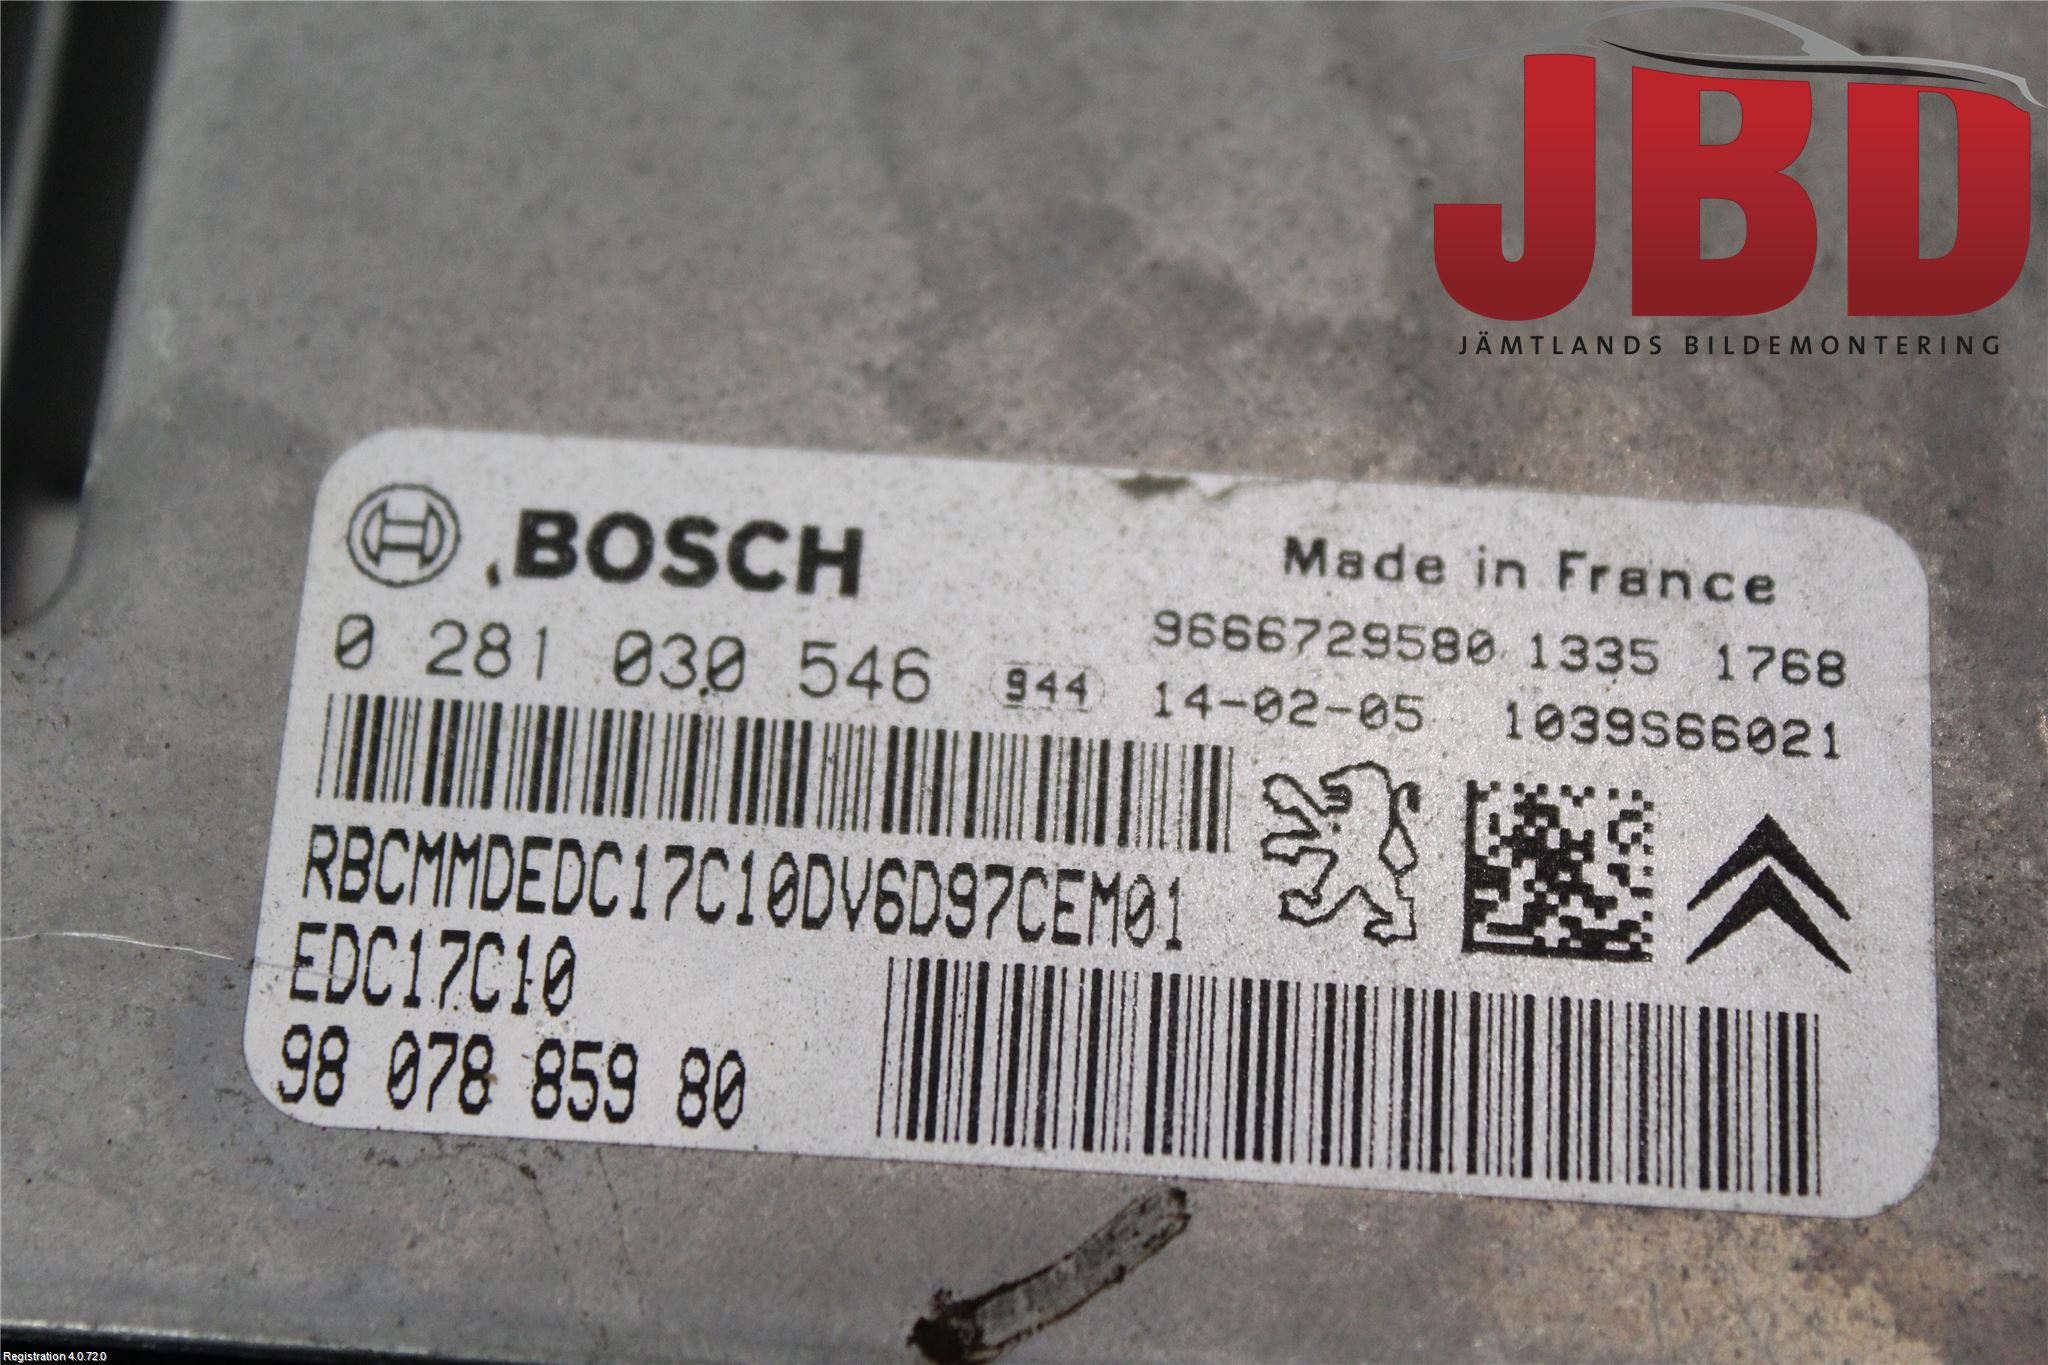 JBD
JÄMTLANDS BILDEMONTERING
BOSCH
Made in France
0 281 030 546
944
9666729580 1335 1768
14-02-05 1039S66021
RBCMMDEDC17C10DV6D97CEM01
EDC17C10
98 078 859 80
Registration 4.0.72.0